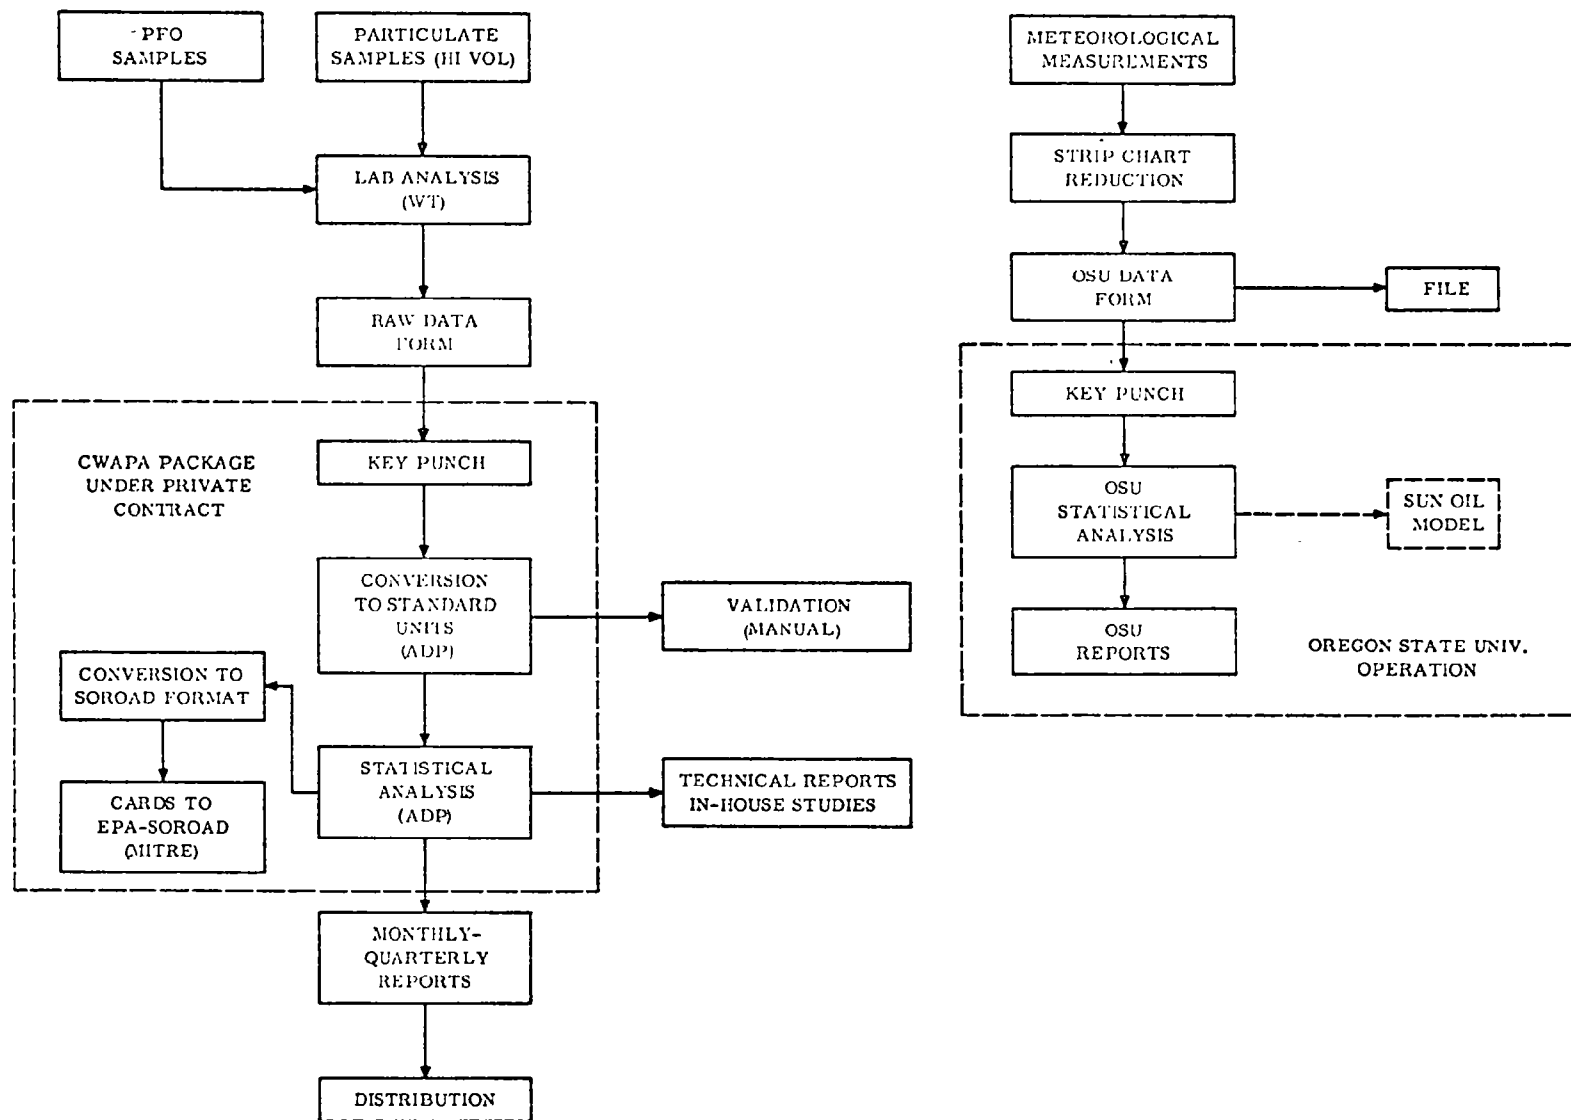 PFO
SAMPLES
PARTICULATE
SAMPLES (HI VOL)
LAB ANALYSIS
(WT)
RAW DATA
FORM
CWAPA PACKAGE
UNDER PRIVATE
CONTRACT
KEY PUNCH
CONVERSION
TO STANDARD
UNITS
(ADP)
VALIDATION
(MANUAL)
CONVERSION TO
SOROAD FORMAT
CARDS TO
EPA-SOROAD
(MITRE)
STATISTICAL
ANALYSIS
(ADP)
TECHNICAL REPORTS
IN-HOUSE STUDIES
MONTHLY-
QUARTERLY
REPORTS
DISTRIBUTION
METEOROLOGICAL
MEASUREMENTS
STRIP CHART
REDUCTION
OSU DATA
FORM
FILE
KEY PUNCH
OSU
STATISTICAL
ANALYSIS
SUN OIL
MODEL
OSU
REPORTS
OREGON STATE UNIV.
OPERATION